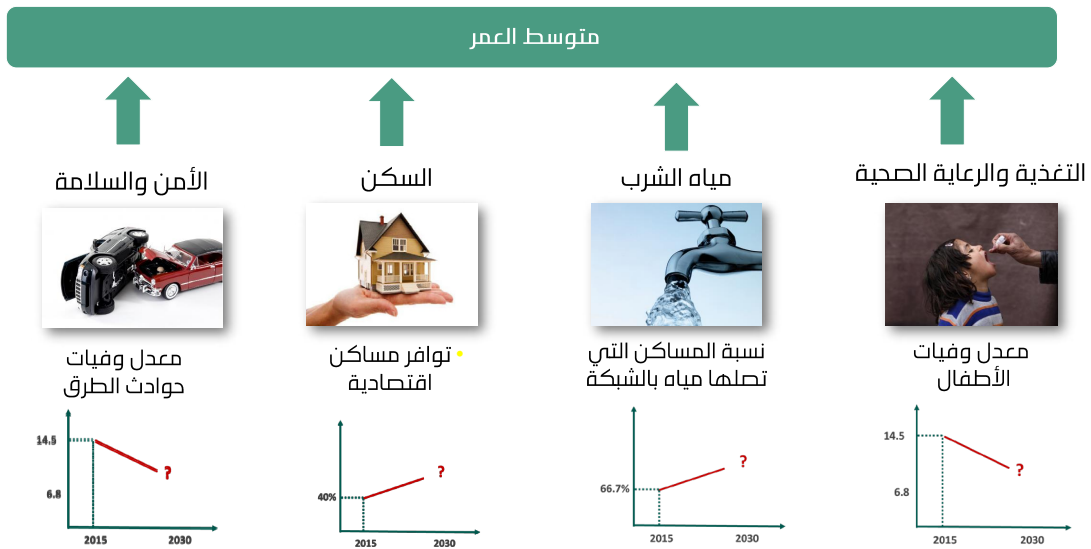 متوسط العمر
التغذية والرعاية الصحية
معدل وفيات
الأطفال
14.5
6.8
?
2015
2030
مياه الشرب
نسبة المساكن التي
تصلها مياه بالشبكة
66.7%
?
2015
2030
السكن
• توافر مساكن
اقتصادية
40%
?
2015
2030
الأمن والسلامة
معدل وفيات
حوادث الطرق
14.5
6.8
?
2015
2030